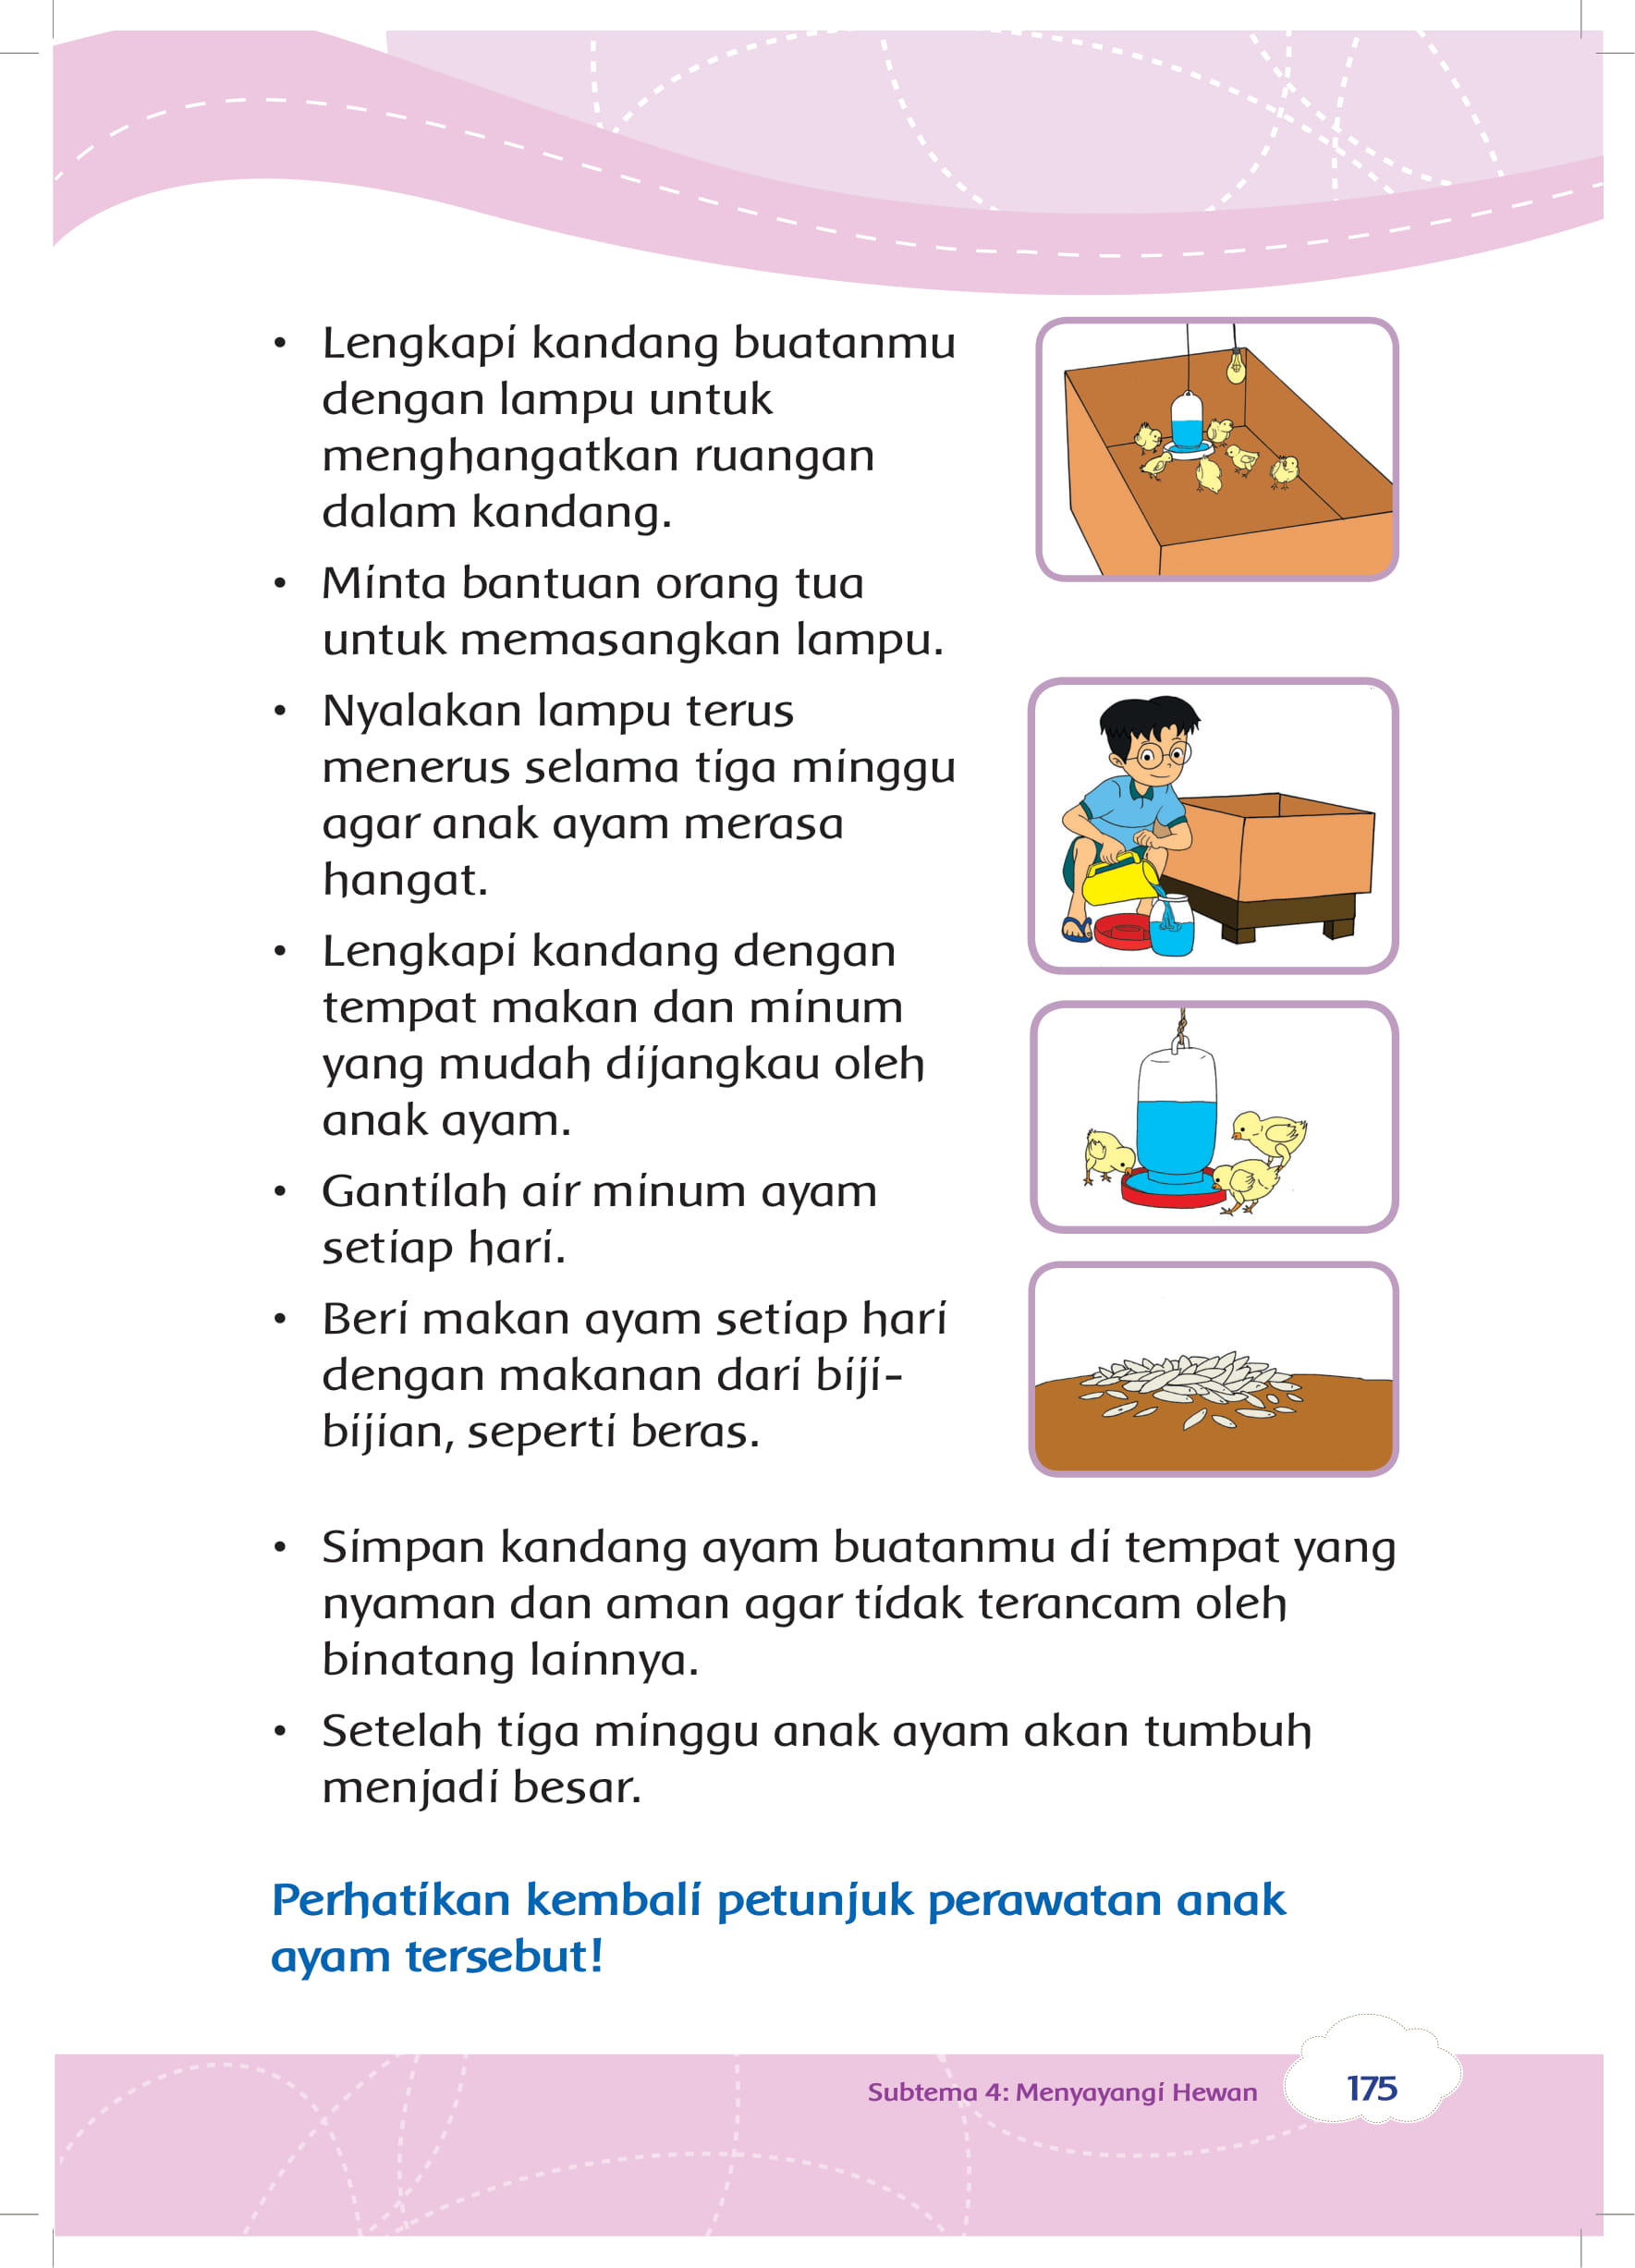 • Lengkapi kandang buatanmu
dengan lampu untuk
menghangatkan ruangan
dalam kandang.
• Minta bantuan orang tua
untuk memasangkan lampu.
• Nyalakan lampu terus
menerus selama tiga minggu
agar anak ayam merasa
hangat.
• Lengkapi kandang dengan
tempat makan dan minum
yang mudah dijangkau oleh
anak ayam.
• Gantilah air minum ayam
setiap hari.
• Beri makan ayam setiap hari
dengan makanan dari biji-
bijian, seperti beras.
• Simpan kandang ayam buatanmu di tempat yang
nyaman dan aman agar tidak terancam oleh
binatang lainnya.
• Setelah tiga minggu anak ayam akan tumbuh
menjadi besar.
Perhatikan kembali petunjuk perawatan anak
ayam tersebut!
Subtema 4: Menyayangi Hewan
175